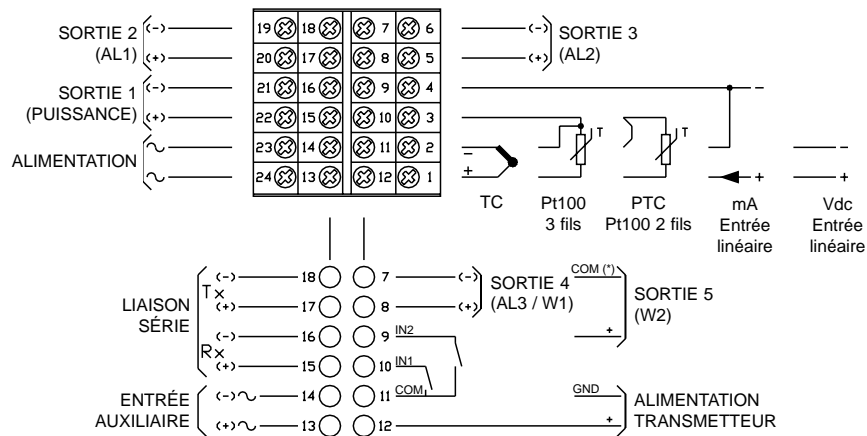 SORTIE 2 (-) 19 18 7 6 (-) SORTIE 3
(AL1) (+) 20 17 8 5 (+) (AL2)
SORTIE 1 (-) 21 16 9 4 -
(PUISSANCE) (+) 22 15 10 3 T T
ALIMENTATION 23 14 11 2 - - -
24 13 12 1 + + +
TC Pt100 PTC mA Vdc
3 fils Pt100 2 fils Entrée Entrée
linéaire linéaire
LIAISON SÉRIE
Tx (-) 18 7 (-) SORTIE 4 COM (*) SORTIE 5
(+) 17 8 (+) (AL3 / W1) (W2)
Rx (-) 16 9 IN2 +
(+) 15 10 IN1
ENTRÉE (-) 14 11 COM GND ALIMENTATION
AUXILIAIRE (+) 13 12 + TRANSMETTEUR